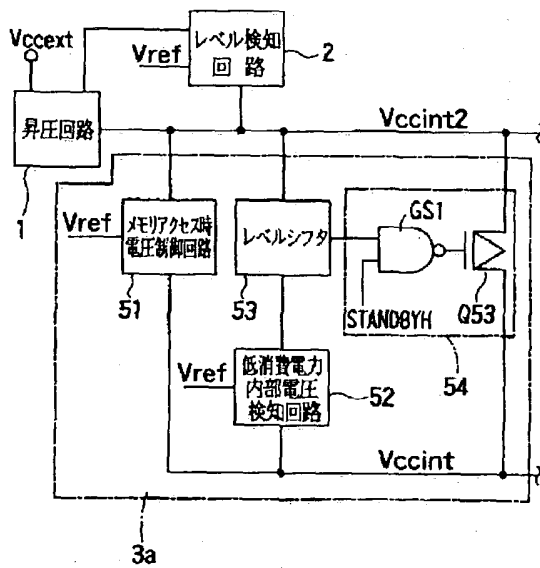 Vccext
Vref
レベル検知
回路
2
昇圧回路
1
Vccint2
Vref
メモリアクセス時
電圧制御回路
51
レベルシフタ
53
GS1
STANDBYH
Q53
54
Vref
低消費電力
内部電圧
検知回路
52
Vccint
3a